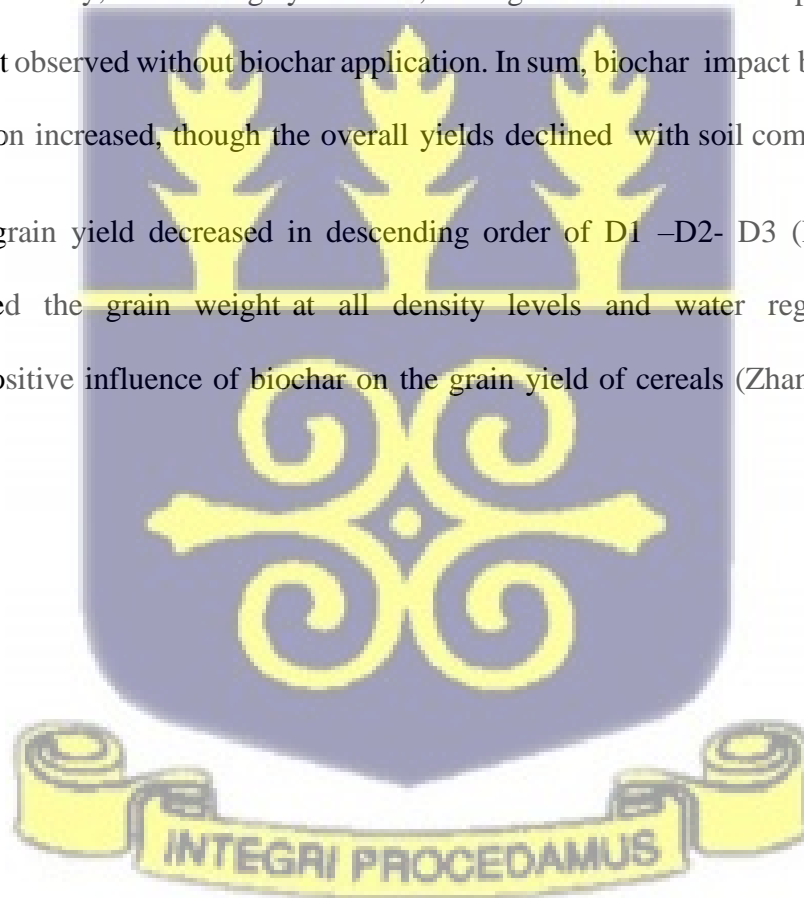 t observed without biochar application. In sum, biochar impact b
on increased, though the overall yields declined with soil com
grain yield decreased in descending order of D1 –D2- D3 (
ed the grain weight at all density levels and water reg
ositive influence of biochar on the grain yield of cereals (Zhan
INTEGRI PROCEDAMUS